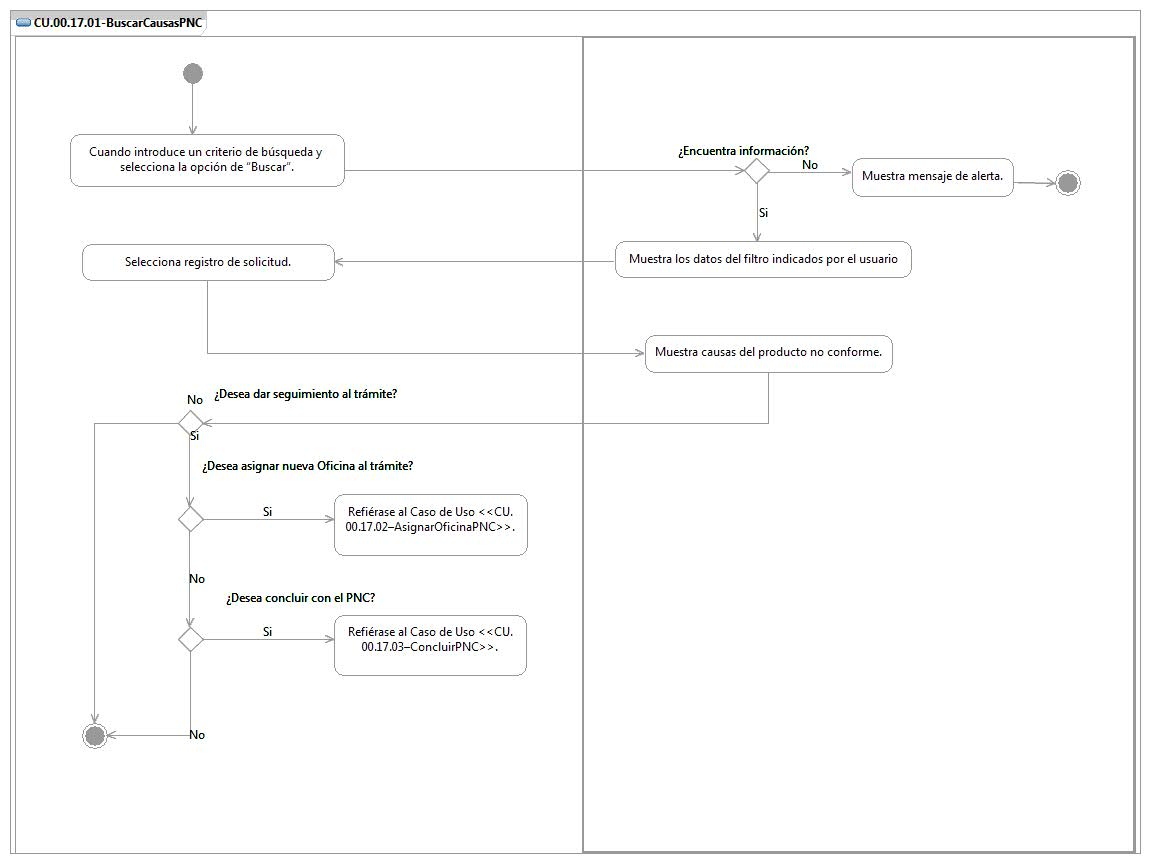 CU.00.17.01-BuscarCausasPNC
Cuando introduce un criterio de búsqueda y
selecciona la opción de “Buscar”.
¿Encuentra información?
No
Muestra mensaje de alerta.
Si
Selecciona registro de solicitud.
Muestra los datos del filtro indicados por el usuario
Muestra causas del producto no conforme.
No
¿Desea dar seguimiento al trámite?
Si
¿Desea asignar nueva Oficina al trámite?
Si
Refiérase al Caso de Uso <<CU.
00.17.02–AsignarOficinaPNC>>.
No
¿Desea concluir con el PNC?
Si
Refiérase al Caso de Uso <<CU.
00.17.03–ConcluirPNC>>.
No